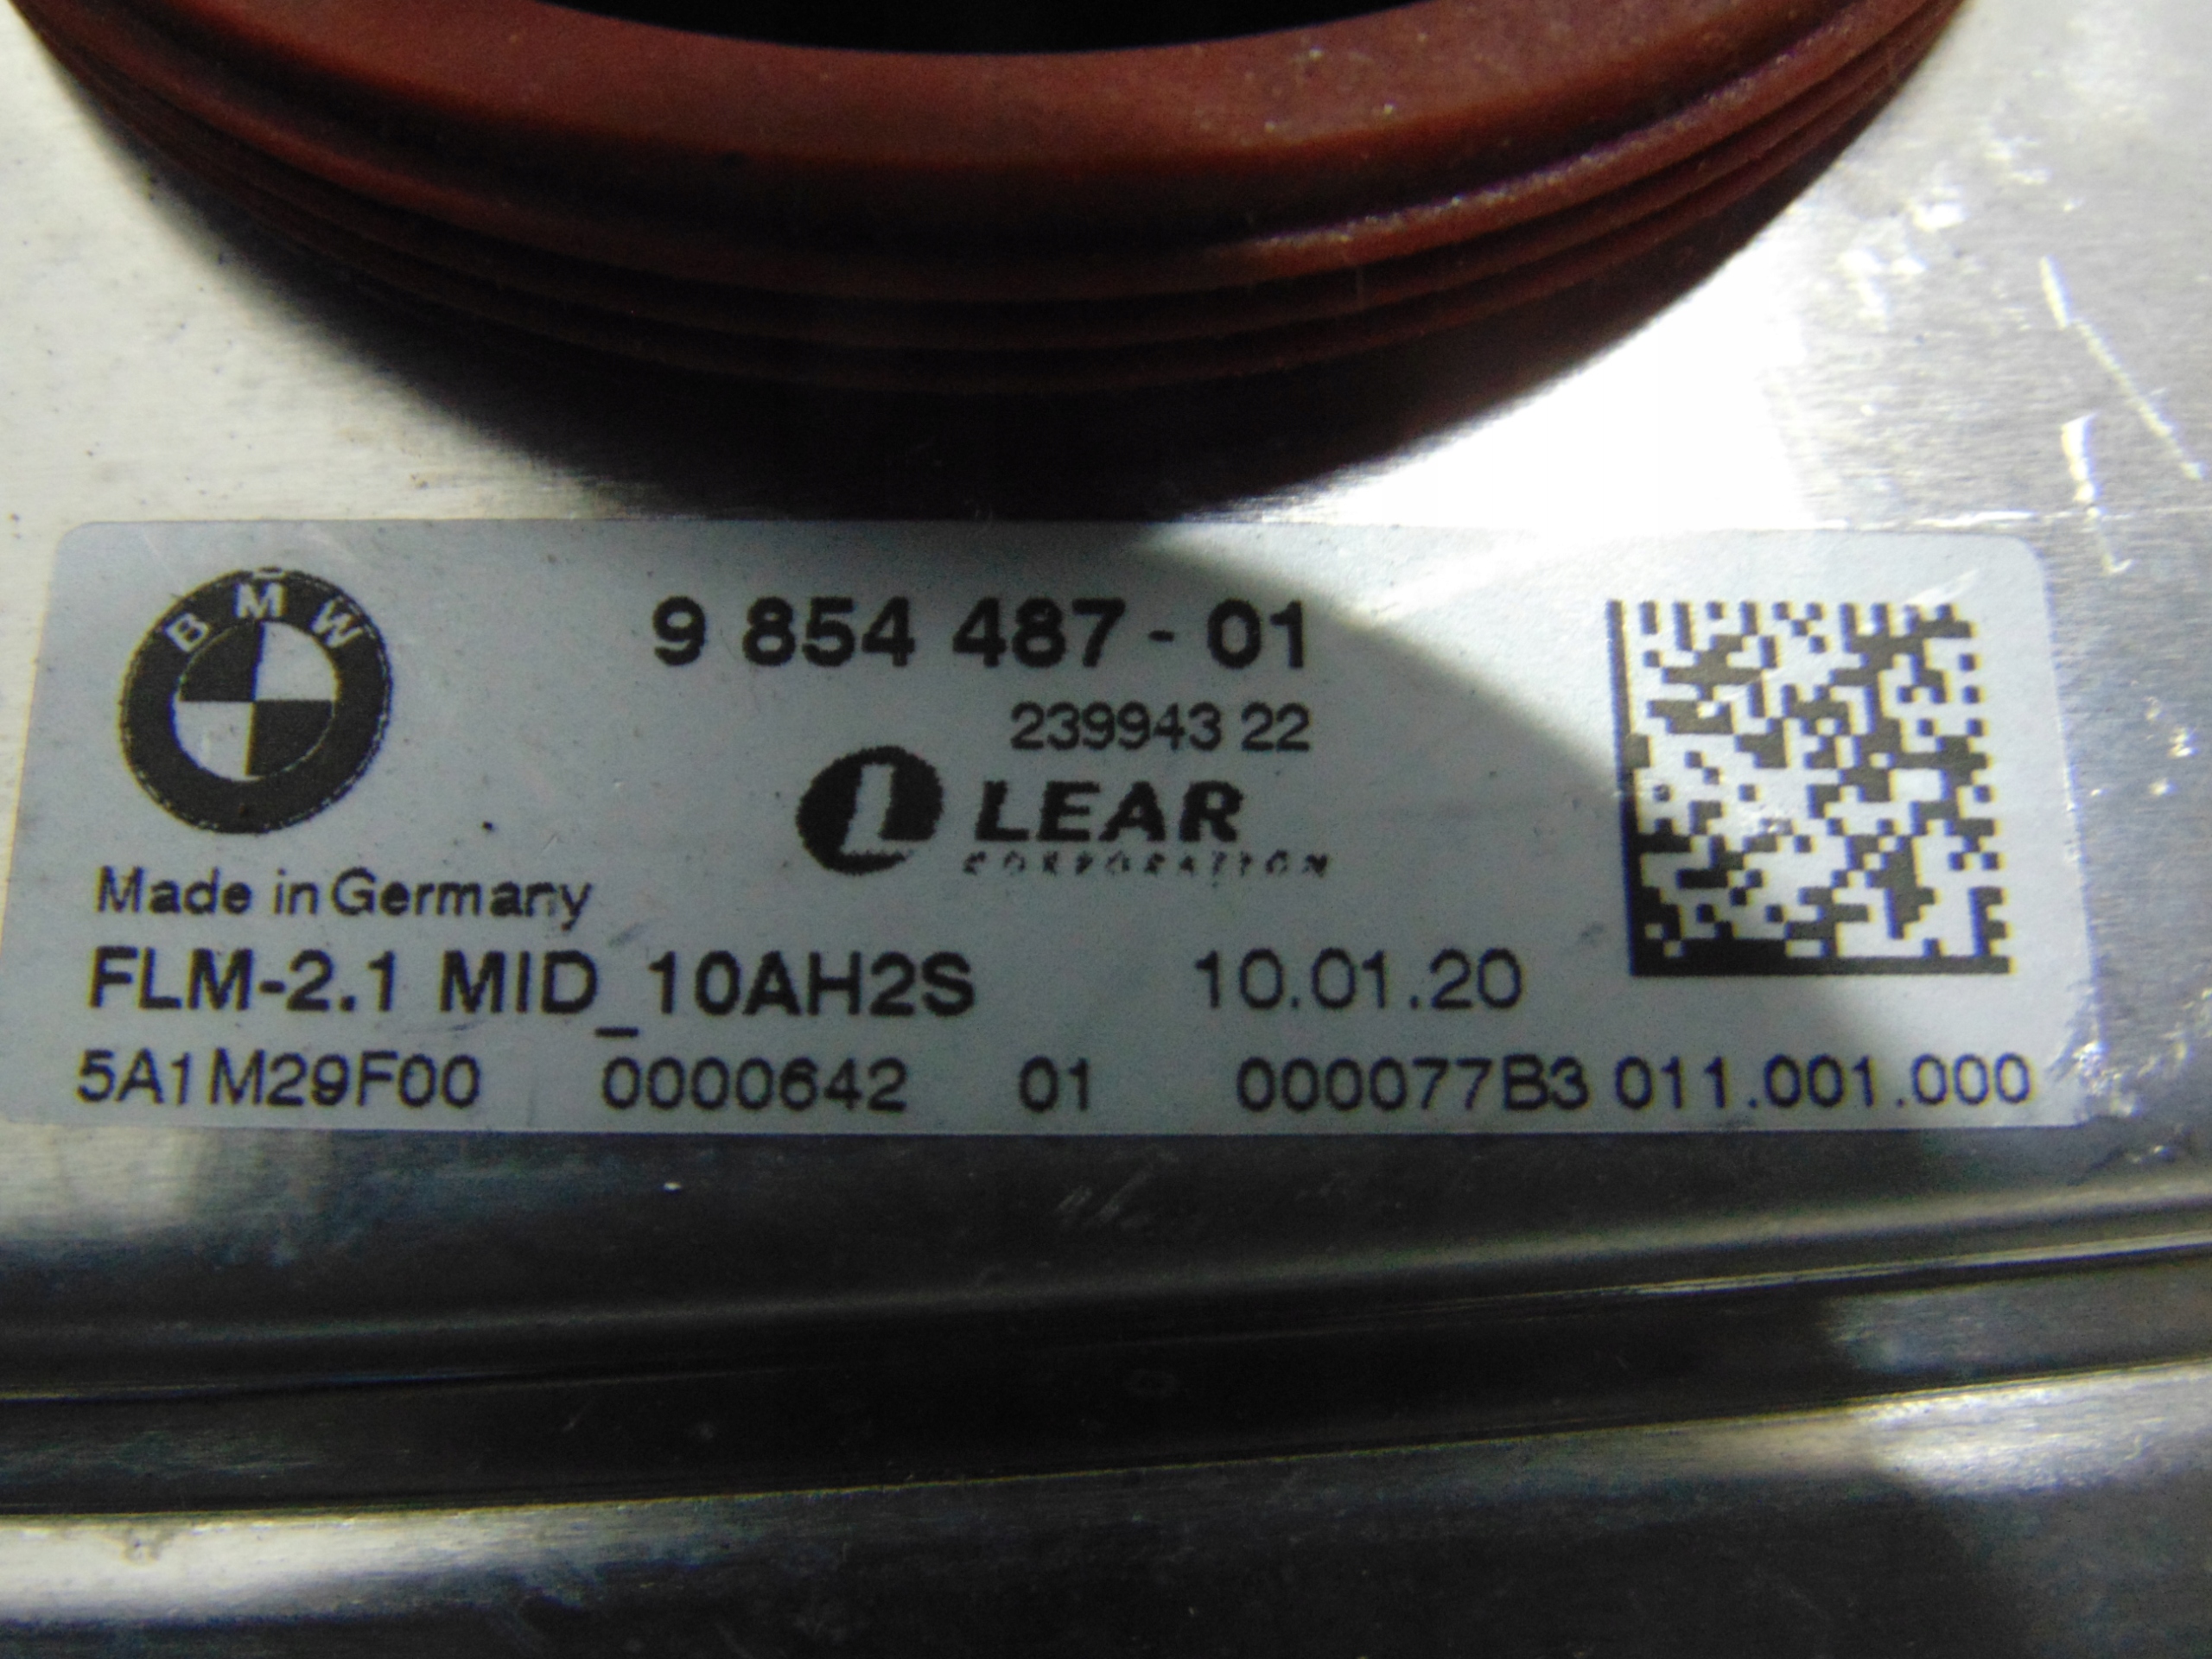 BMW
9 854 487 - 01
239943 22
LEAR
CORPORATION
Made in Germany
FLM-2.1 MID_10AH2S 10.01.20
5A1M29F00 0000642 01 000077B3 011.001.000